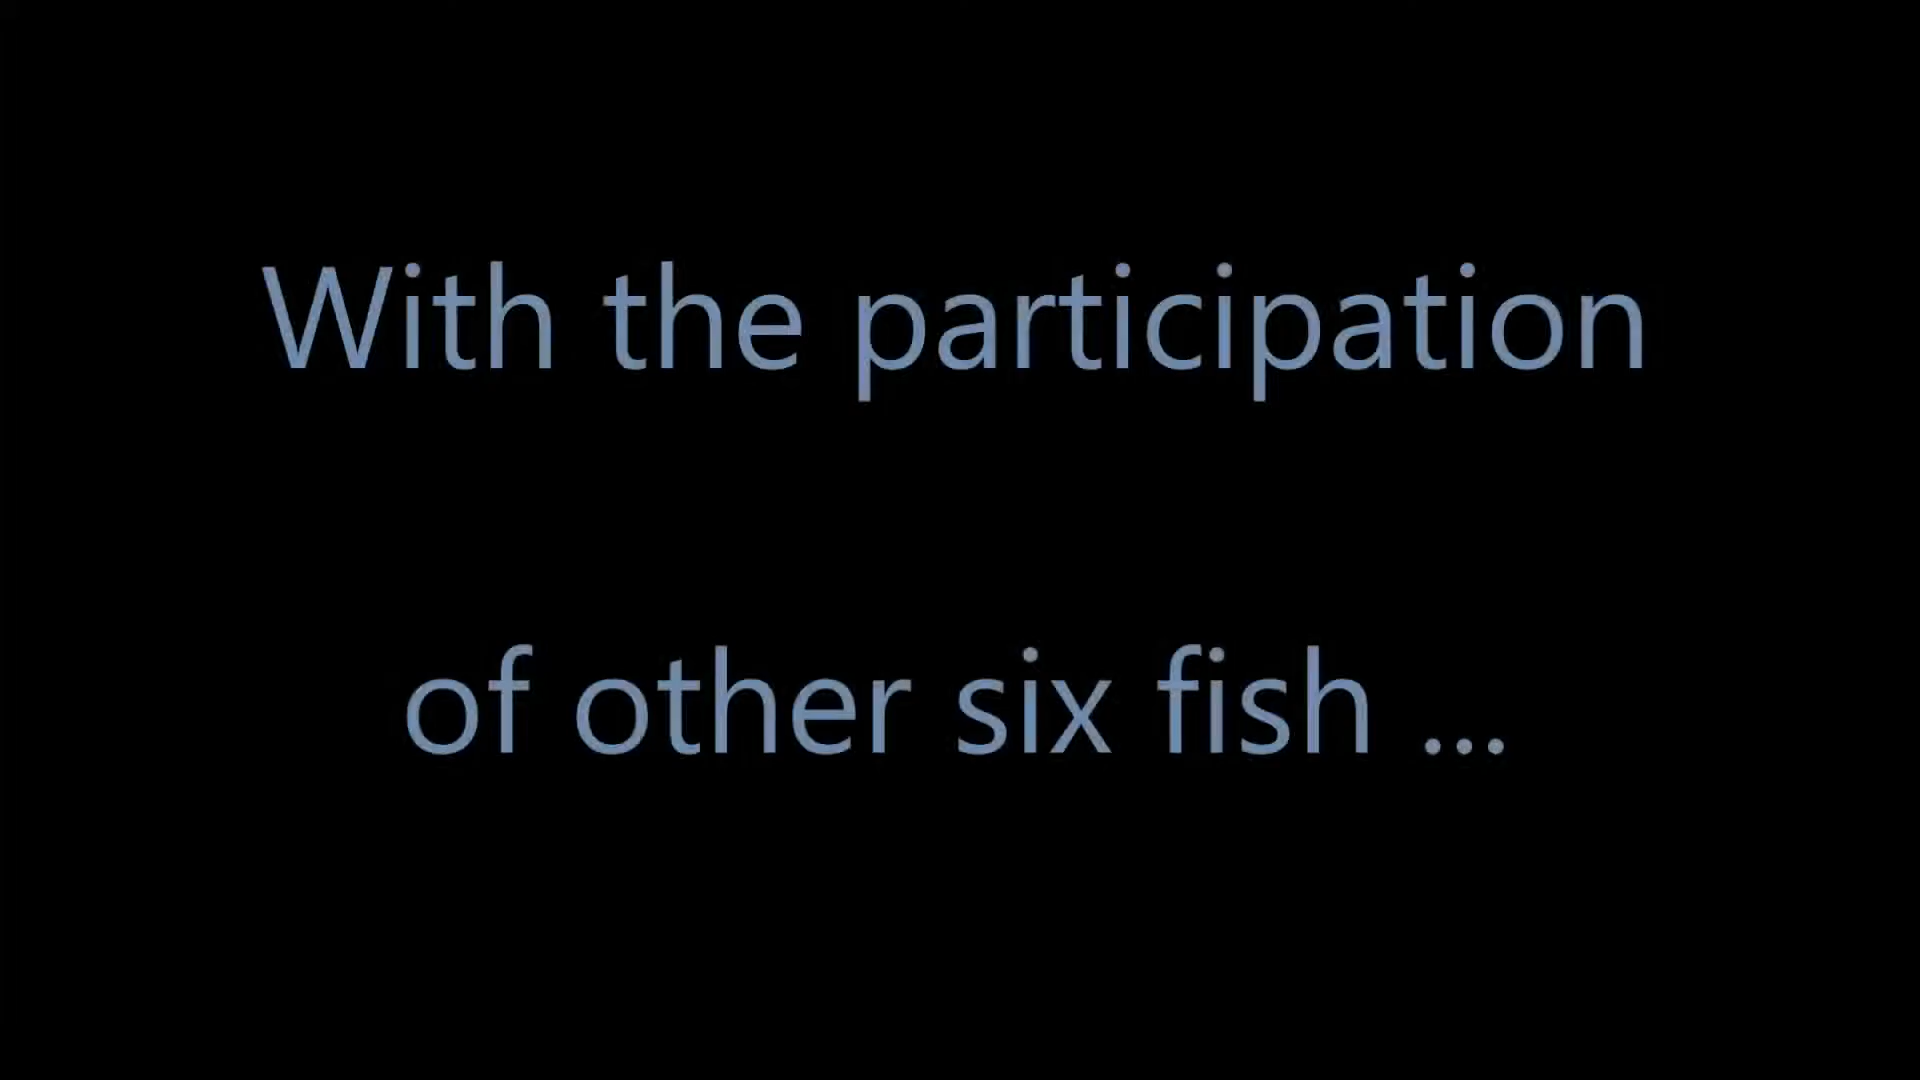 With the participation
of other six fish ...